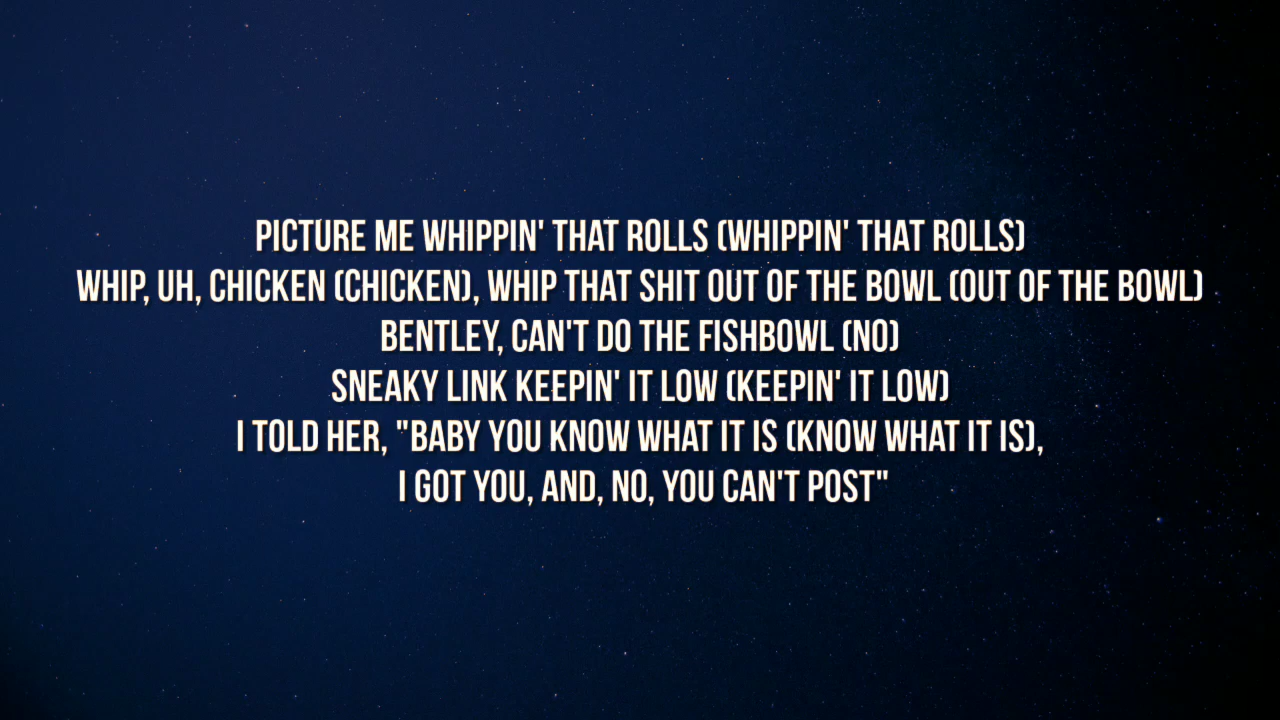 PICTURE ME WHIPPIN' THAT ROLLS (WHIPPIN' THAT ROLLS)
WHIP, UH, CHICKEN (CHICKEN), WHIP THAT SHIT OUT OF THE BOWL (OUT OF THE BOWL)
BENTLEY, CAN'T DO THE FISHBOWL (NO)
SNEAKY LINK KEEPIN' IT LOW (KEEPIN' IT LOW)
I TOLD HER, "BABY YOU KNOW WHAT IT IS (KNOW WHAT IT IS),
I GOT YOU, AND, NO, YOU CAN'T POST"